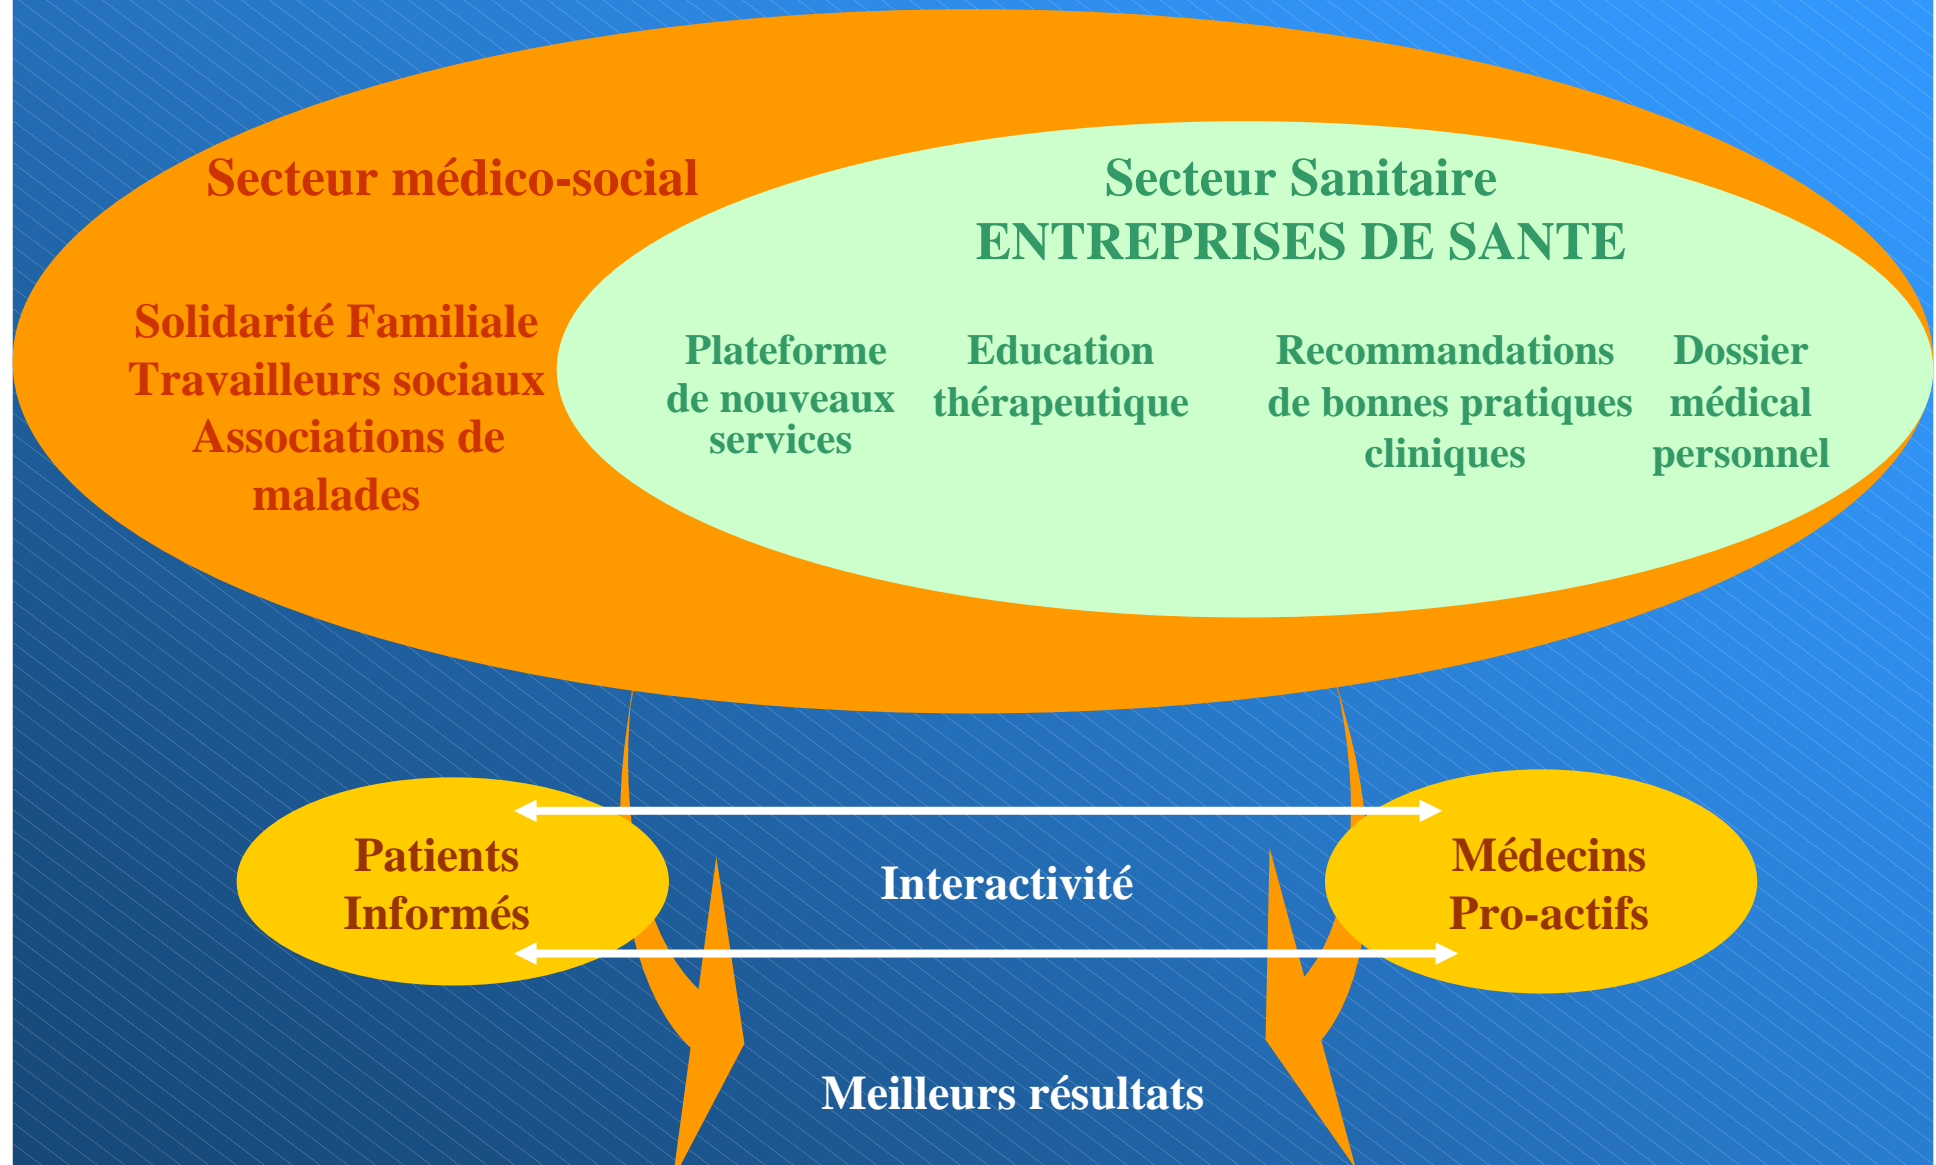 Secteur médico-social
Solidarité Familiale
Travailleurs sociaux
Associations de
malades
Secteur Sanitaire
ENTREPRISES DE SANTE
Plateforme
de nouveaux
services
Education
thérapeutique
Recommandations
de bonnes pratiques
cliniques
Dossier
médical
personnel
Patients
Informés
Interactivité
Médecins
Pro-actifs
Meilleurs résultats